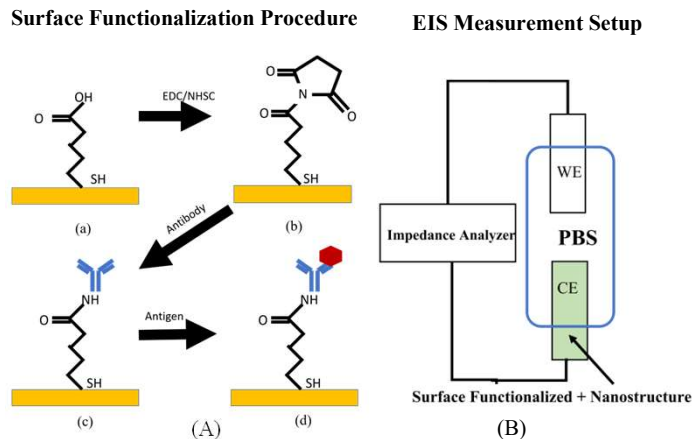 Surface Functionalization Procedure
EIS Measurement Setup
OH
O
SH
(a)
EDC/NHSC
O
N
O
O
SH
(b)
Antibody
NH
O
SH
(c)
Antigen
NH
O
SH
(d)
(A)
WE
Impedance Analyzer
PBS
CE
Surface Functionalized + Nanostructure
(B)